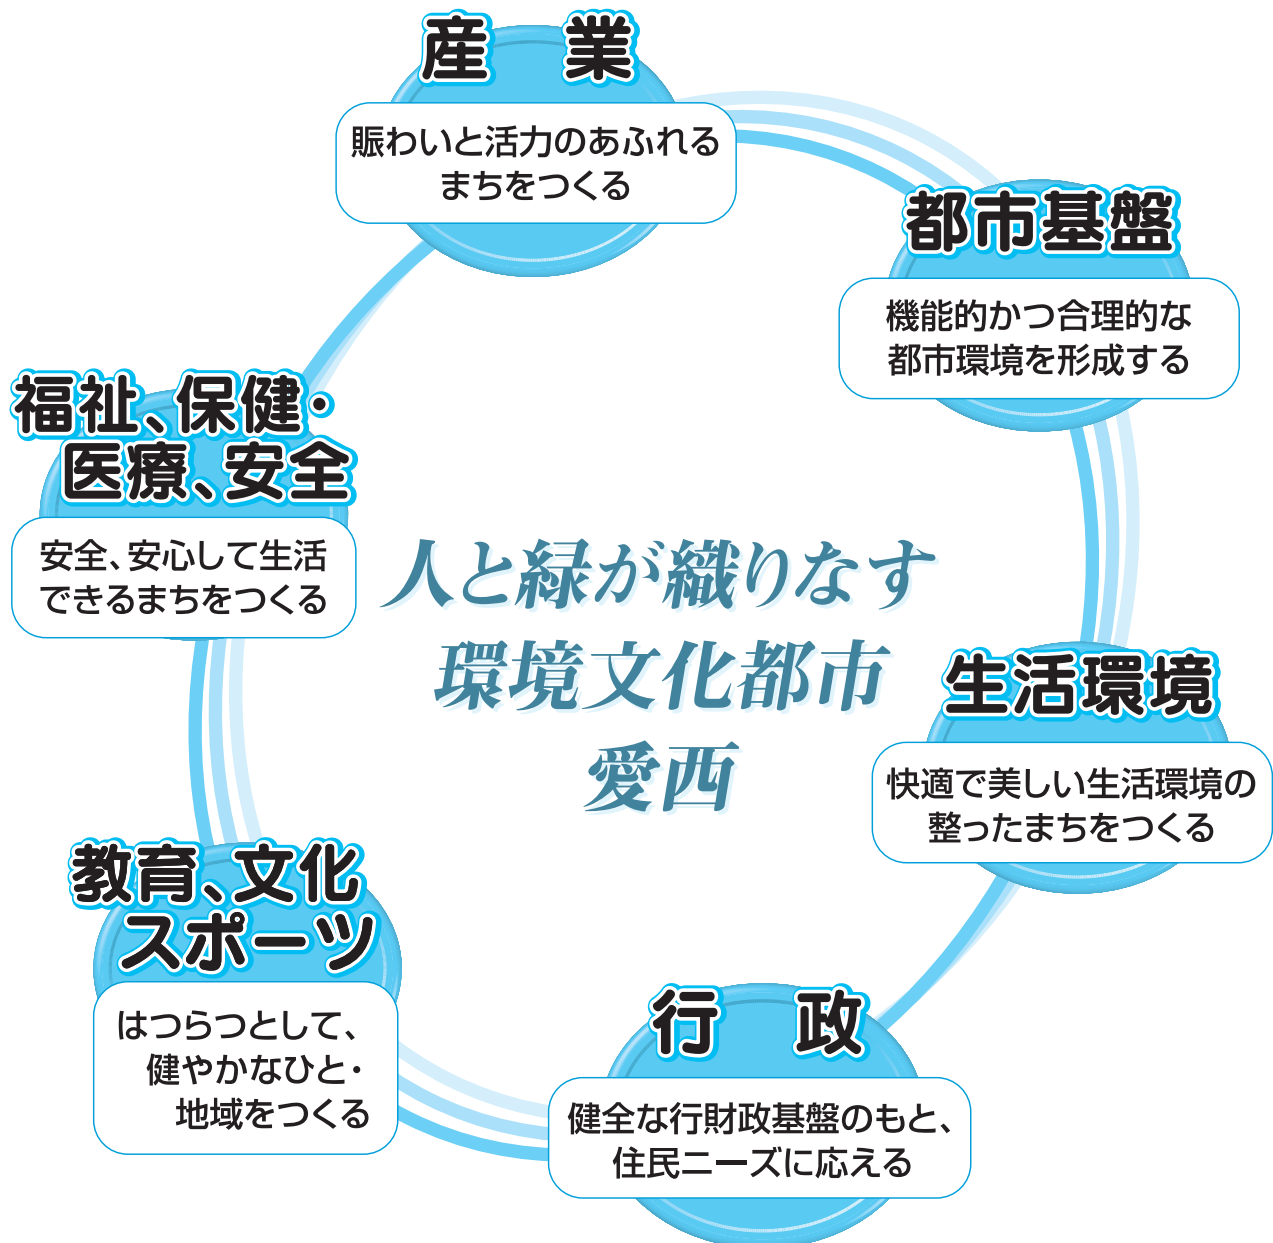 産　業
賑わいと活力のあふれる
まちをつくる
都市基盤
機能的かつ合理的な
都市環境を形成する
福祉、保健・
医療、安全
安全、安心して生活
できるまちをつくる
人と緑が織りなす
環境文化都市
愛西
生活環境
快適で美しい生活環境の
整ったまちをつくる
教育、文化
スポーツ
はつらつとして、
健やかなひと・
地域をつくる
行　政
健全な行財政基盤のもと、
住民ニーズに応える